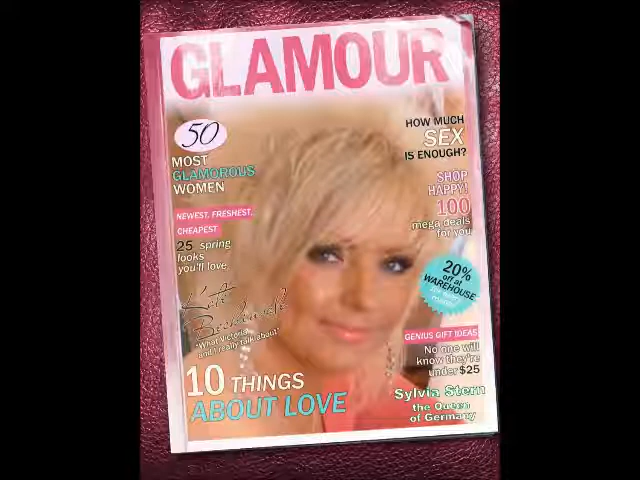 GLAMOUR
50
MOST
GLAMOROUS
WOMEN
HOW MUCH
SEX
IS ENOUGH?
SHOP
HAPPY!
100
mega deals
for you
NEWEST, FRESHEST,
CHEAPEST
25 spring
looks
you'll love
20%
off at
WAREHOUSE
Kate
Beckinsale
"What Victoria
and I really talk about"
GENIUS GIFT IDEAS
No one will
know they're
under $25
10 THINGS
ABOUT LOVE
Sylvia Stern
the Queen
of Germany